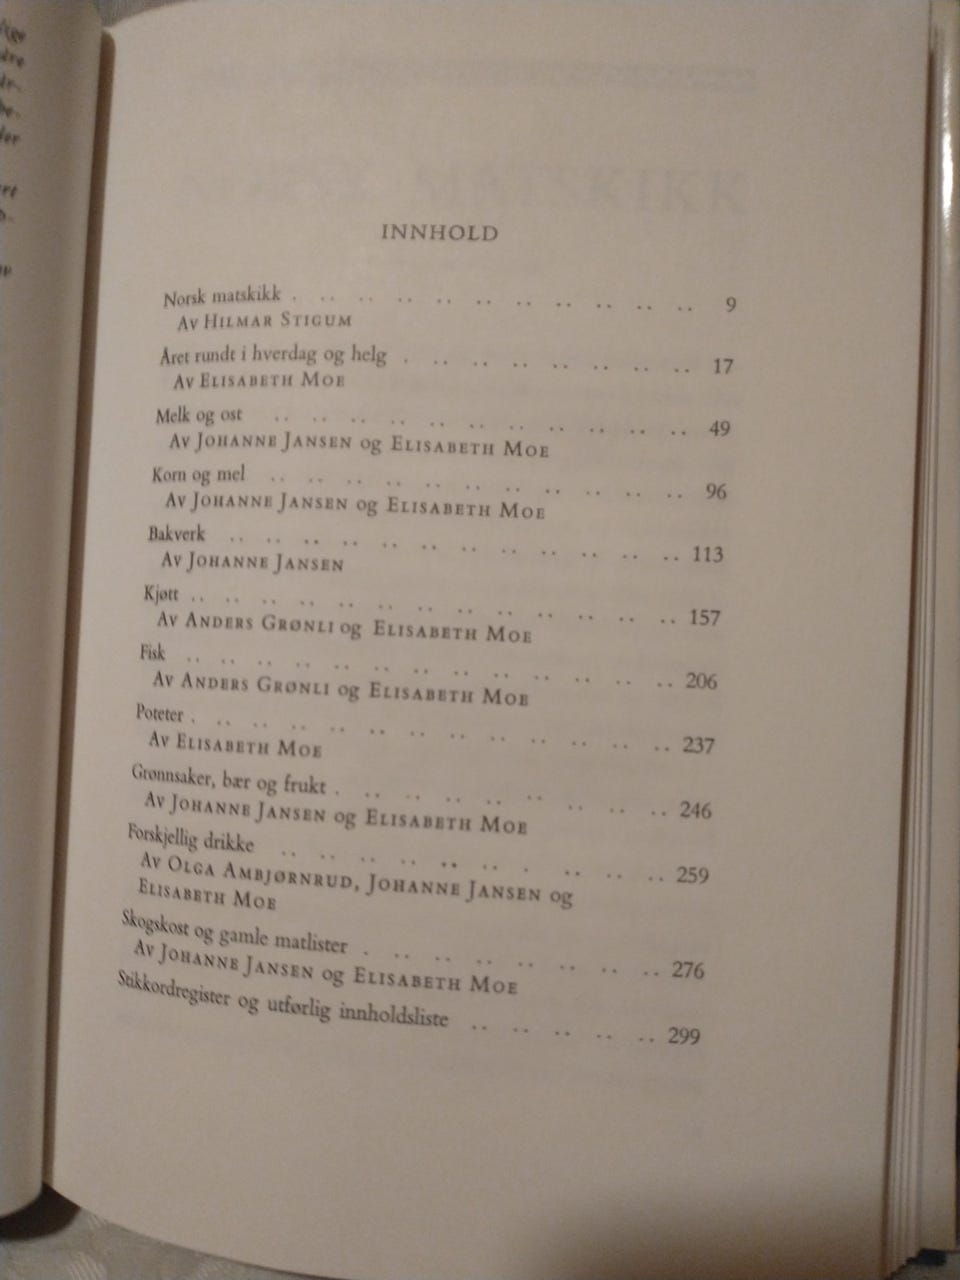 INNHOLD
Norsk matskikk . .. .. .. .. .. .. .. .. .. .. 9
Av HILMAR STIGUM
Året rundt i hverdag og helg . .. .. .. .. .. .. .. 17
Av ELISABETH MOE
Melk og ost .. .. .. .. .. .. .. .. .. .. .. 49
Av JOHANNE JANSEN og ELISABETH MOE
Korn og mel .. .. .. .. .. .. .. .. .. .. .. 96
Av JOHANNE JANSEN og ELISABETH MOE
Bakverk .. .. .. .. .. .. .. .. .. .. .. .. 113
Av JOHANNE JANSEN
Kjøtt .. .. .. .. .. .. .. .. .. .. .. .. .. 157
Av ANDERS GRØNLI og ELISABETH MOE
Fisk .. .. .. .. .. .. .. .. .. .. .. .. .. 206
Av ANDERS GRØNLI og ELISABETH MOE
Poteter . .. .. .. .. .. .. .. .. .. .. .. .. 237
Av ELISABETH MOE
Grønnsaker, bær og frukt . .. .. .. .. .. .. .. .. 246
Av JOHANNE JANSEN og ELISABETH MOE
Forskjellig drikke .. .. .. .. .. .. . .. .. .. 259
Av OLGA AMBJØRNRUD, JOHANNE JANSEN og
ELISABETH MOE
Skogskost og gamle matlister . .. .. .. .. .. .. .. 276
Av JOHANNE JANSEN og ELISABETH MOE
Stikkordregister og utførlig innholdsliste .. .. .. .. .. 299